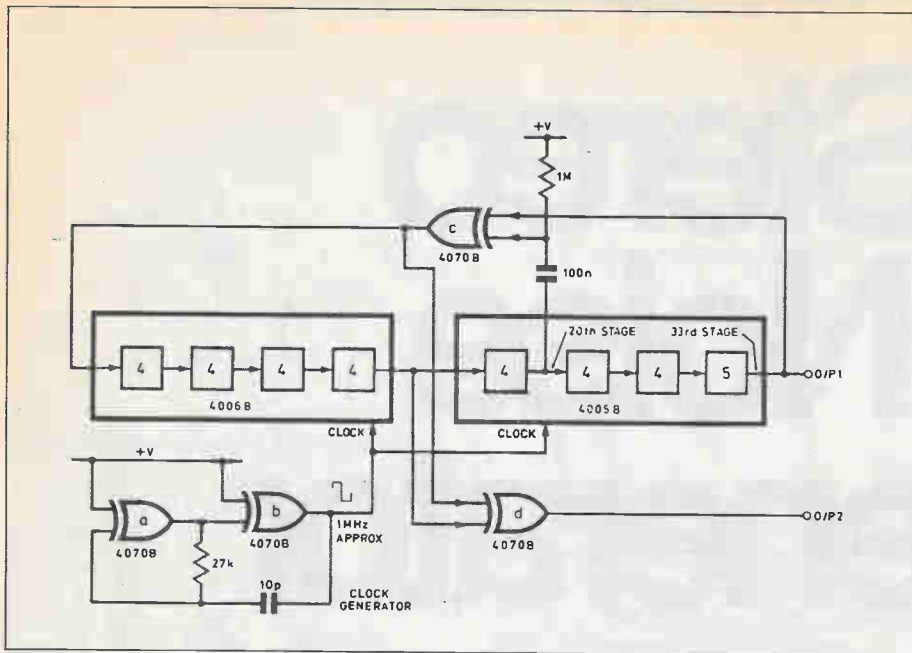 +V
1M
c
4070B
100n
20th STAGE
33rd STAGE
4 4 4 4
4 4 4 5
O/P1
4006B
4005B
CLOCK
CLOCK
+V
a
b
1MHz
APPROX
d
4070B
4070B
4070B
O/P2
27k
10p
CLOCK
GENERATOR